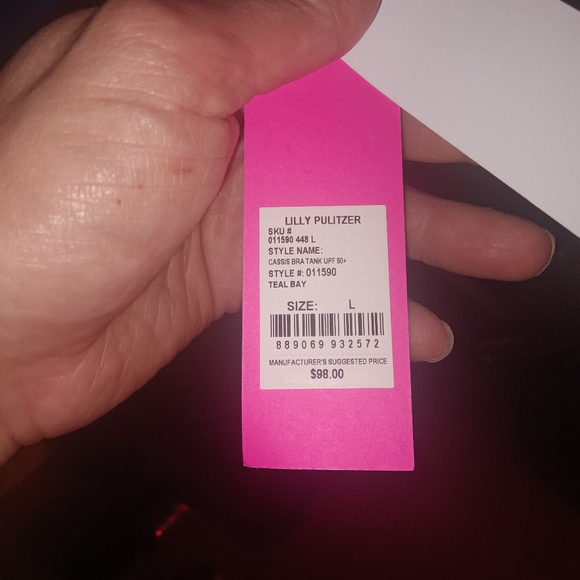 LILLY PULITZER
SKU #
011590 448 L
STYLE NAME:
CASSIS BRA TANK UPF 50+
STYLE #: 011590
TEAL BAY
SIZE: L
889069 932572
MANUFACTURER'S SUGGESTED PRICE
$98.00